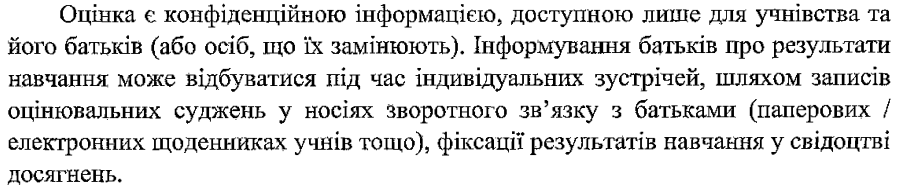 Оцінка є конфіденційною інформацією, доступною лише для учнівства та
його батьків (або осіб, що їх замінюють). Інформування батьків про результати
навчання може відбуватися під час індивідуальних зустрічей, шляхом записів
оцінювальних суджень у носіях зворотного зв’язку з батьками (паперових /
електронних щоденниках учнів тощо), фіксації результатів навчання у свідоцтві
досягнень.